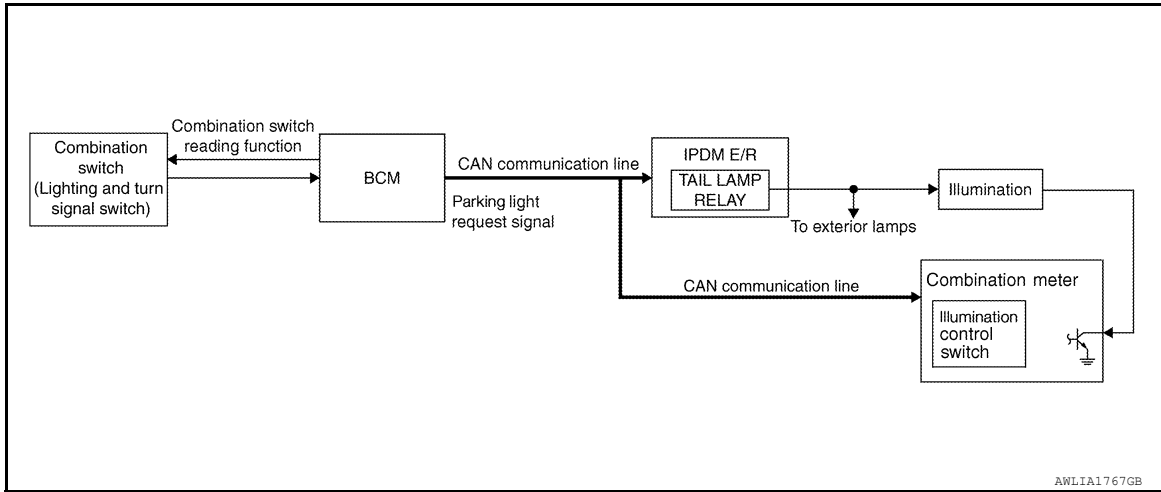 Combination switch
reading function
Combination
switch
(Lighting and turn
signal switch)
BCM
CAN communication line
Parking light
request signal
IPDM E/R
TAIL LAMP
RELAY
To exterior lamps
Illumination
CAN communication line
Combination meter
Illumination
control
switch
AWLIA1767GB